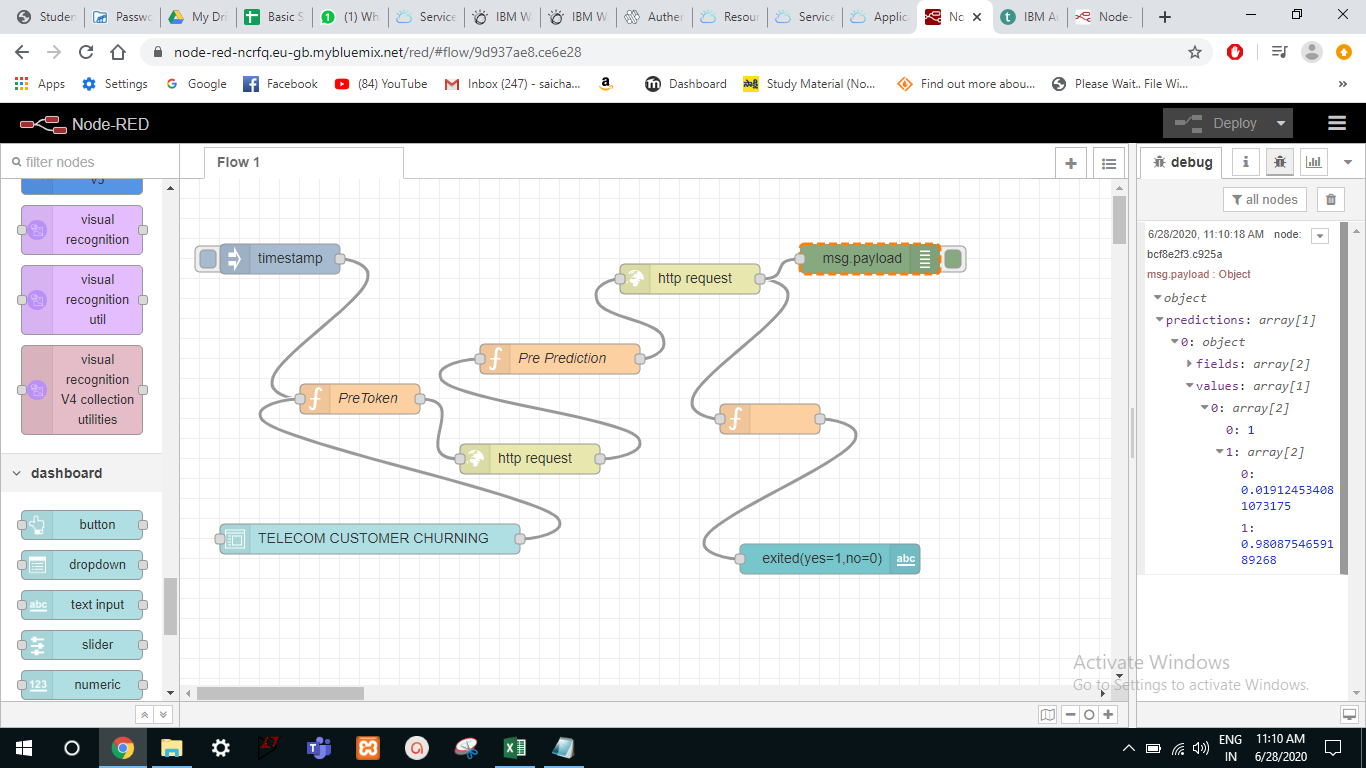 Studen
Passwo
My Dri
Basic S
(1) Wh
Service
IBM W
IBM W
Auther
Resour
Service
Applic
No
IBM A
Node-
node-red-ncrfq.eu-gb.mybluemix.net/red/#flow/9d937ae8.ce6e28
Apps
Settings
Google
Facebook
(84) YouTube
Inbox (247) - saicha...
Dashboard
Study Material (No...
Find out more abou...
Please Wait.. File Wi...
»
Node-RED
Deploy
filter nodes
Flow 1
debug
all nodes
V3
visual
recognition
visual
recognition
util
visual
recognition
V4 collection
utilities
dashboard
button
dropdown
abc text input
slider
123 numeric
timestamp
PreToken
http request
Pre Prediction
http request
msg.payload
TELECOM CUSTOMER CHURNING
exited(yes=1,no=0) abc
6/28/2020, 11:10:18 AM node:
bcf8e2f3.c925a
msg.payload : Object
object
predictions: array[1]
0: object
fields: array[2]
values: array[1]
0: array[2]
0: 1
1: array[2]
0:
0.01912453408
1073175
1:
0.98087546591
89268
Activate Windows
Go to Settings to activate Windows.
ENG
IN
11:10 AM
6/28/2020